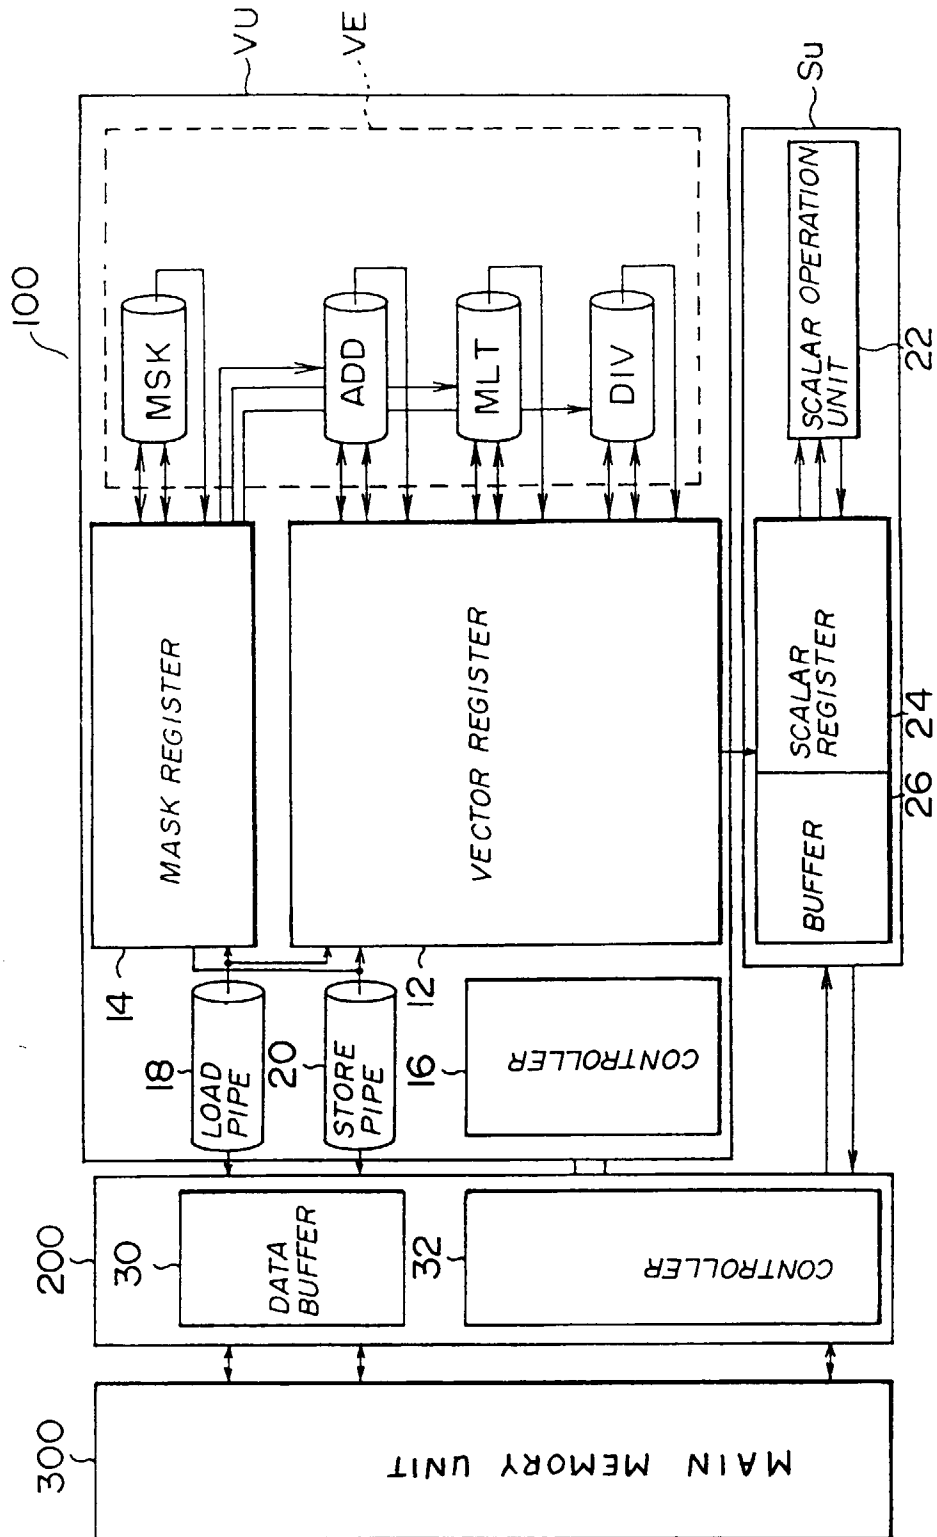 100
VU
VE
MSK
ADD
MLT
DIV
14
MASK REGISTER
12
VECTOR REGISTER
18
LOAD
PIPE
20
STORE
PIPE
16
CONTROLLER
Su
SCALAR OPERATION
UNIT
22
SCALAR
REGISTER
24
BUFFER
26
200
30
DATA
BUFFER
32
CONTROLLER
300
MAIN MEMORY UNIT